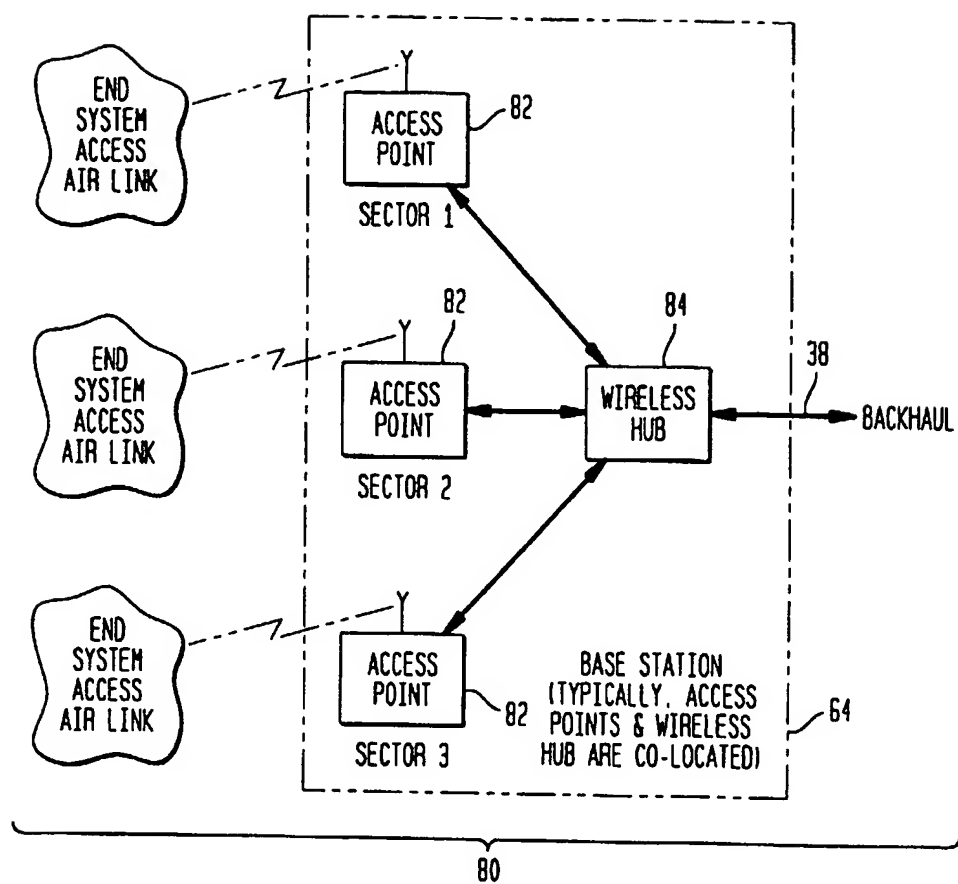 END
SYSTEM
ACCESS
AIR LINK
ACCESS
POINT
82
SECTOR 1
END
SYSTEM
ACCESS
AIR LINK
82
ACCESS
POINT
SECTOR 2
84
WIRELESS
HUB
38
BACKHAUL
END
SYSTEM
ACCESS
AIR LINK
ACCESS
POINT
82
SECTOR 3
BASE STATION
(TYPICALLY, ACCESS
POINTS & WIRELESS
HUB ARE CO-LOCATED)
64
80